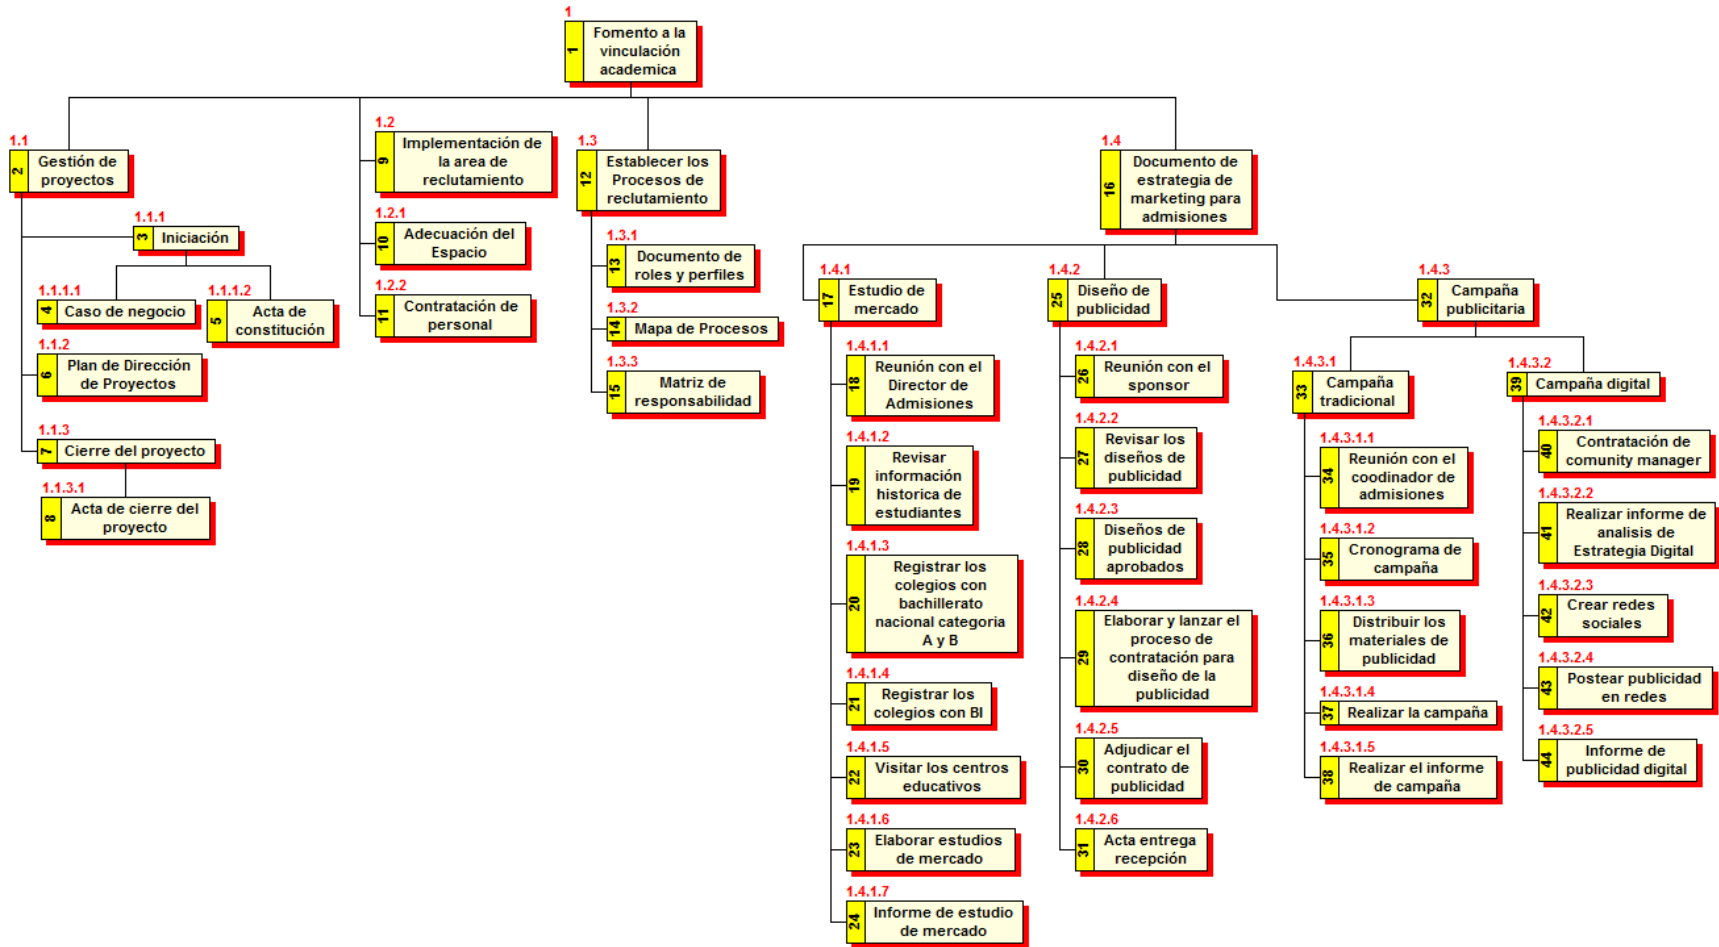 1
1
Fomento a la
vinculación
academica
1.1
2
Gestión de
proyectos
1.1.1
3
Iniciación
1.1.1.1
4
Caso de negocio
1.1.1.2
5
Acta de
constitución
1.1.2
6
Plan de Dirección
de Proyectos
1.1.3
7
Cierre del proyecto
1.1.3.1
8
Acta de cierre del
proyecto
1.2
9
Implementación de
la area de
reclutamiento
1.2.1
10
Adecuación del
Espacio
1.2.2
11
Contratación de
personal
1.3
12
Establecer los
Procesos de
reclutamiento
1.3.1
13
Documento de
roles y perfiles
1.3.2
14
Mapa de Procesos
1.3.3
15
Matriz de
responsabilidad
1.4
16
Documento de
estrategia de
marketing para
admisiones
1.4.1
17
Estudio de
mercado
1.4.1.1
18
Reunión con el
Director de
Admisiones
1.4.1.2
19
Revisar
información
historica de
estudiantes
1.4.1.3
20
Registrar los
colegios con
bachillerato
nacional categoria
A y B
1.4.1.4
21
Registrar los
colegios con BI
1.4.1.5
22
Visitar los centros
educativos
1.4.1.6
23
Elaborar estudios
de mercado
1.4.1.7
24
Informe de estudio
de mercado
1.4.2
25
Diseño de
publicidad
1.4.2.1
26
Reunión con el
sponsor
1.4.2.2
27
Revisar los
diseños de
publicidad
1.4.2.3
28
Diseños de
publicidad
aprobados
1.4.2.4
29
Elaborar y lanzar el
proceso de
contratación para
diseño de la
publicidad
1.4.2.5
30
Adjudicar el
contrato de
publicidad
1.4.2.6
31
Acta entrega
recepción
1.4.3
32
Campaña
publicitaria
1.4.3.1
33
Campaña
tradicional
1.4.3.1.1
34
Reunión con el
coodinador de
admisiones
1.4.3.1.2
35
Cronograma de
campaña
1.4.3.1.3
36
Distribuir los
materiales de
publicidad
1.4.3.1.4
37
Realizar la campaña
1.4.3.1.5
38
Realizar el informe
de campaña
1.4.3.2
39
Campaña digital
1.4.3.2.1
40
Contratación de
comunity manager
1.4.3.2.2
41
Realizar informe de
analisis de
Estrategia Digital
1.4.3.2.3
42
Crear redes
sociales
1.4.3.2.4
43
Postear publicidad
en redes
1.4.3.2.5
44
Informe de
publicidad digital